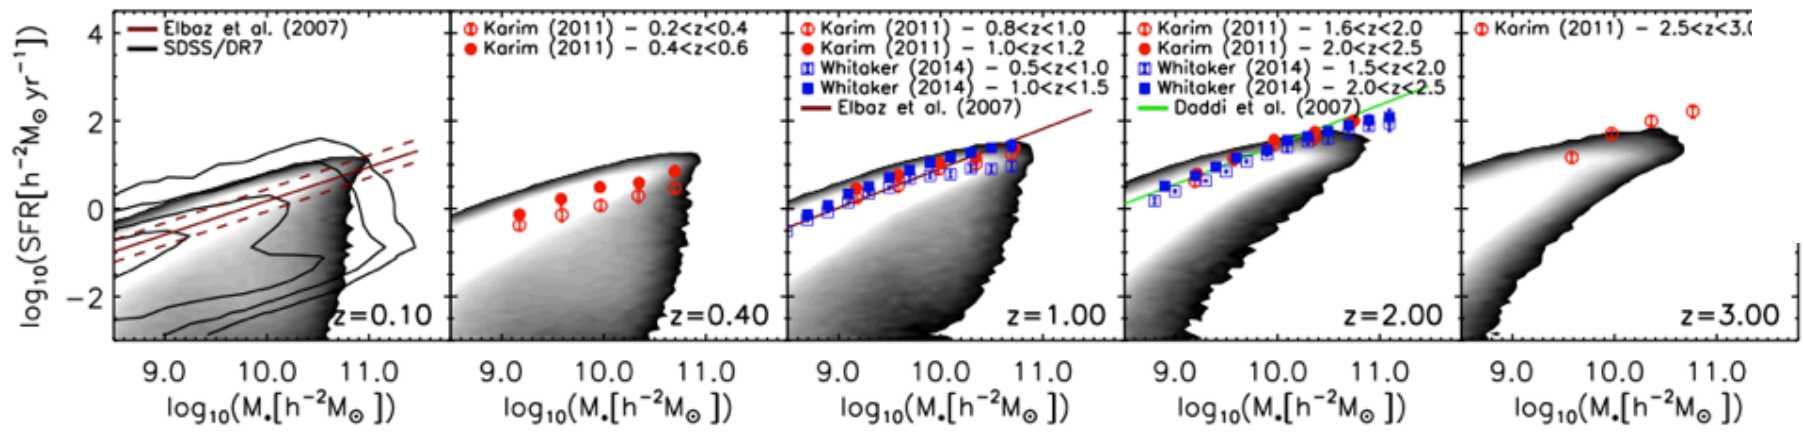 Elbaz et al. (2007)
SDSS/DR7
z=0.10
Karim (2011) – 0.2<z<0.4
Karim (2011) – 0.4<z<0.6
z=0.40
Karim (2011) – 0.8<z<1.0
Karim (2011) – 1.0<z<1.2
Whitaker (2014) – 0.5<z<1.0
Whitaker (2014) – 1.0<z<1.5
Elbaz et al. (2007)
z=1.00
Karim (2011) – 1.6<z<2.0
Karim (2011) – 2.0<z<2.5
Whitaker (2014) – 1.5<z<2.0
Whitaker (2014) – 2.0<z<2.5
Daddi et al. (2007)
z=2.00
Karim (2011) – 2.5<z<3.0
z=3.00
log₁₀(SFR[h⁻²M☉ yr⁻¹])
4
2
0
−2
9.0 10.0 11.0 9.0 10.0 11.0 9.0 10.0 11.0 9.0 10.0 11.0 9.0 10.0 11.0
log₁₀(M⋆[h⁻²M☉]) log₁₀(M⋆[h⁻²M☉]) log₁₀(M⋆[h⁻²M☉]) log₁₀(M⋆[h⁻²M☉]) log₁₀(M⋆[h⁻²M☉])